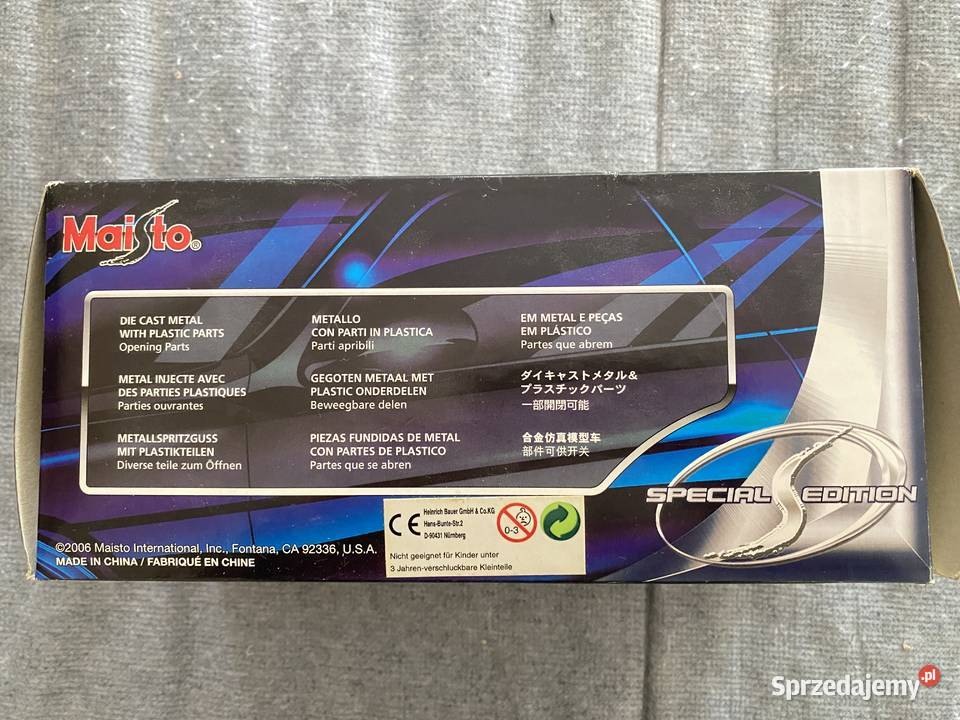 Maisto®
DIE CAST METAL
WITH PLASTIC PARTS
Opening Parts
METAL INJECTE AVEC
DES PARTIES PLASTIQUES
Parties ouvrantes
METALLSPRITZGUSS
MIT PLASTIKTEILEN
Diverse teile zum Öffnen
METALLO
CON PARTI IN PLASTICA
Parti apribili
GEGOTEN METAAL MET
PLASTIC ONDERDELEN
Beweegbare delen
PIEZAS FUNDIDAS DE METAL
CON PARTES DE PLASTICO
Partes que se abren
EM METAL E PEÇAS
EM PLÁSTICO
Partes que abrem
ダイキャストメタル&
プラスチックパーツ
一部開閉可能
合金仿真模型车
部件可供开关
SPECIAL S EDITION
CE
Heinrich Bauer GmbH & Co.KG
Hans-Bunte-Str.2
D-90431 Nürnberg
0-3
Nicht geeignet für Kinder unter
3 Jahren-verschluckbare Kleinteile
©2006 Maisto International, Inc., Fontana, CA 92336, U.S.A.
MADE IN CHINA / FABRIQUÉ EN CHINE
Sprzedajemy.pl